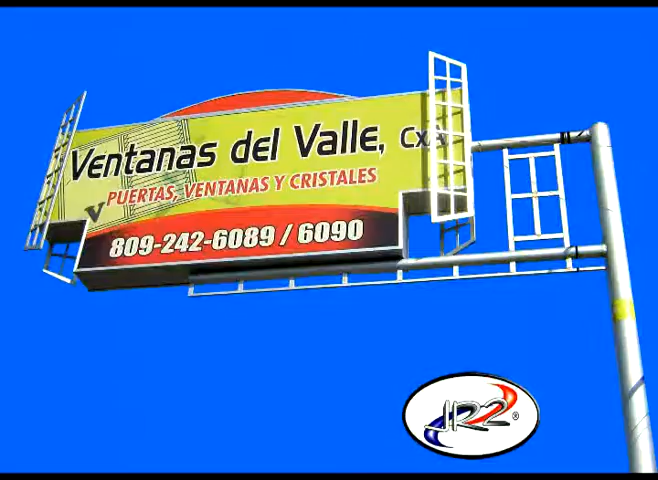 Ventanas del Valle, CxA
PUERTAS, VENTANAS Y CRISTALES
V
809-242-6089 / 6090
JR2®